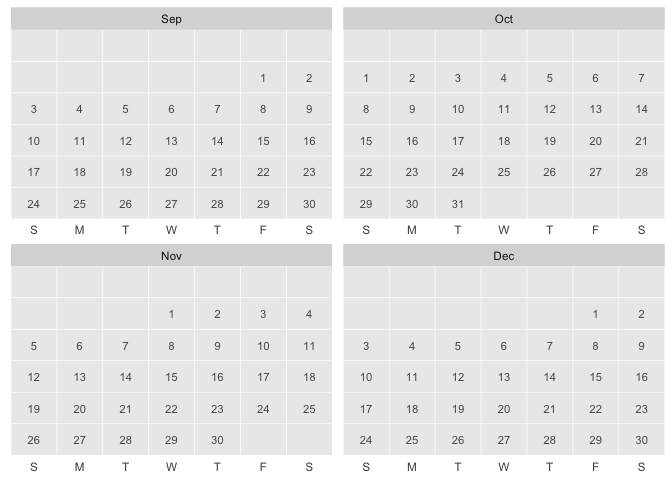 Sep
1 2
3 4 5 6 7 8 9
10 11 12 13 14 15 16
17 18 19 20 21 22 23
24 25 26 27 28 29 30
S M T W T F S
Oct
1 2 3 4 5 6 7
8 9 10 11 12 13 14
15 16 17 18 19 20 21
22 23 24 25 26 27 28
29 30 31
S M T W T F S
Nov
1 2 3 4
5 6 7 8 9 10 11
12 13 14 15 16 17 18
19 20 21 22 23 24 25
26 27 28 29 30
S M T W T F S
Dec
1 2
3 4 5 6 7 8 9
10 11 12 13 14 15 16
17 18 19 20 21 22 23
24 25 26 27 28 29 30
S M T W T F S